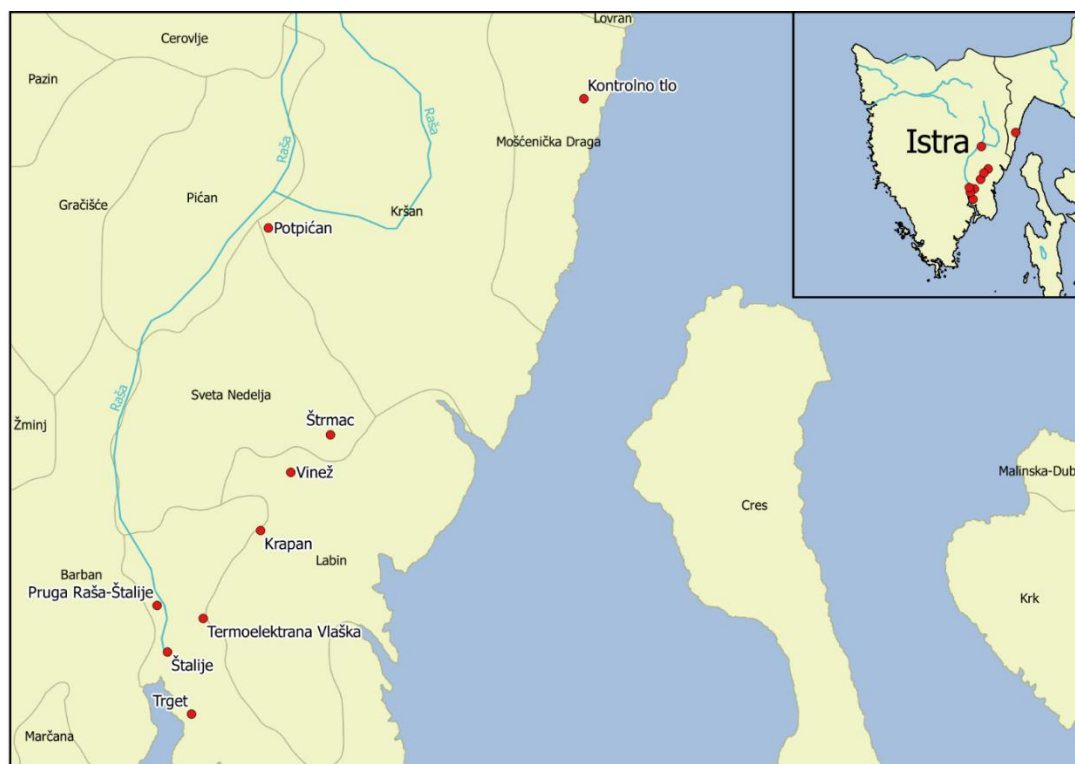 Lovran
Cerovlje
Pazin
Kontrolno tlo
Raša
Raša
Mošćenička Draga
Istra
Pićan
Gračišće
Kršan
Potpićan
Raša
Sveta Nedelja
Žminj
Štrmac
Vinež
Malinska-Dub
Cres
Krapan
Labin
Barban
Pruga Raša-Štalije
Krk
Termoelektrana Vlaška
Štalije
Trget
Marčana